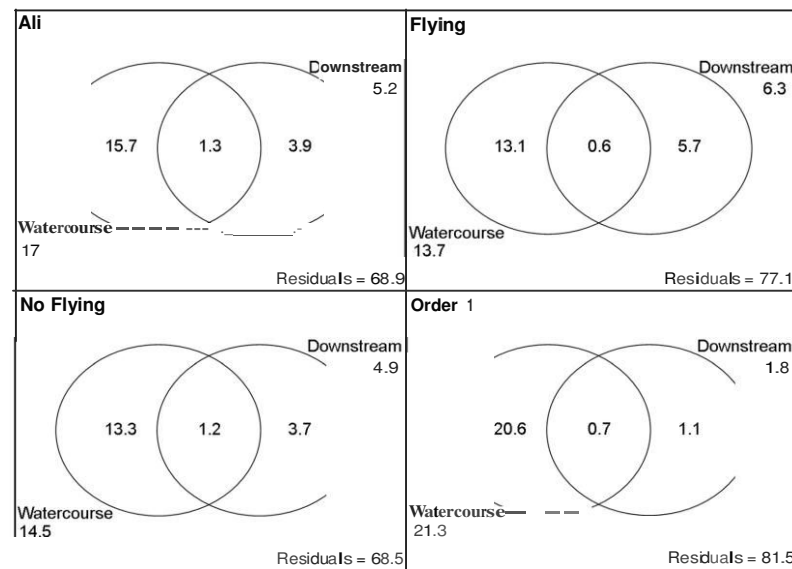 Ali
Downstream
5.2
15.7 1.3 3.9
Watercourse
17
Residuals = 68.9
Flying
Downstream
6.3
13.1 0.6 5.7
Watercourse
13.7
Residuals = 77.1
No Flying
Downstream
4.9
13.3 1.2 3.7
Watercourse
14.5
Residuals = 68.5
Order 1
Downstream
1.8
20.6 0.7 1.1
Watercourse
21.3
Residuals = 81.5